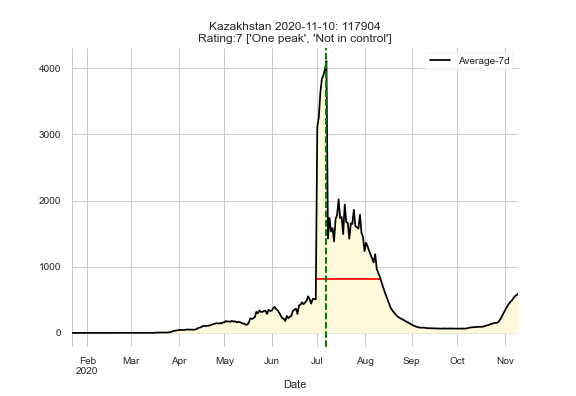 Kazakhstan 2020-11-10: 117904
Rating:7 ['One peak', 'Not in control']
Average-7d
4000
3000
2000
1000
0
Feb Mar Apr May Jun Jul Aug Sep Oct Nov
2020
Date